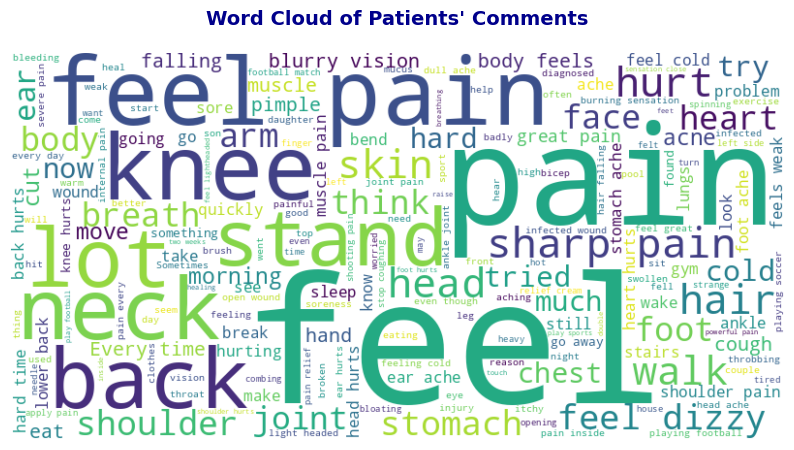 Word Cloud of Patients' Comments
feel pain
pain
feel
knee
neck
back
lot
stand
sharp pain
hurt
heart
face
acne
try
problem
feel cold
body feels
blurry vision
falling
bleeding
ear
severe pain
heal
weak
want
come
start
football match
mucus
dull ache
diagnosed
help
often
ache
burning sensation
spinning
exercise
sensation close
breathing
muscle
sore
pimple
daughter
son
body
going
go
arm
bend
hard
great pain
badly
infected
left side
feet
every day
internal pain
feel lightheaded
finger
muscle pain
skin
joint pain
sport
high
bicep
hair falling
felt
pool
found
turn
lungs
look
feels weak
now
wound
cut
warm
better
quickly
painful
left
think
raise
hear
stomach ache
foot ache
back hurts
will
breath
move
knee hurts
something
two weeks
take
Sometimes
brush
went
good
top
even
time
need
may
worried
shooting pain
ankle joint
infected wound
feel great
sit
hit
morning
see
healing
open wound
sleep
know
stop coughing
foot hurts
head
front
even though
tried
hot
relief cream
heart hurts
swollen
fell
gym
cold
strange
playing soccer
thing
play football
pain every
seem
day
feeling
soreness
aching
much
hair
wake
used
lower back
Every time
clothes
break
hand
pain relief
leg
heavy
still
go away
foot
ankle
cough
powerful pain
hurting
inside
vision
broken
ear hurts
eating
feeling cold
play sports
outside
reason
night
stairs
throbbing
couple
tired
hard time
needle
throat
combing
make
head hurts
ear ache
touch
chest
walk
shoulder pain
apply pain
shoulder
shoulder hurts
joint
bloating
eye
injury
itchy
stomach
opening
feel dizzy
house
head ache
eat
light headed
pain inside
playing football